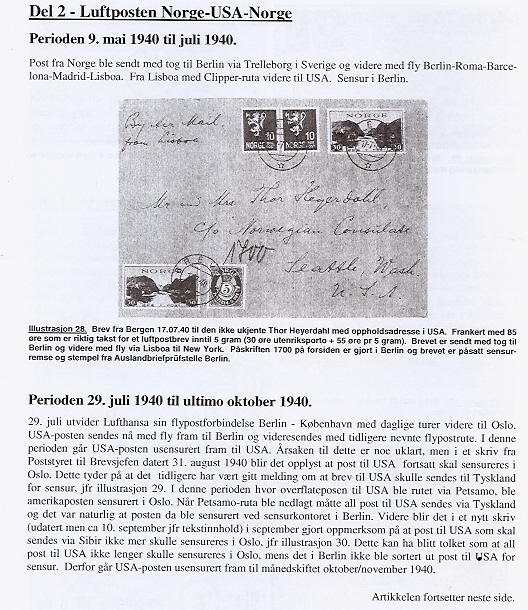 Del 2 - Luftposten Norge-USA-Norge
Perioden 9. mai 1940 til juli 1940.
Post fra Norge ble sendt med tog til Berlin via Trelleborg i Sverige og videre med fly Berlin-Roma-Barce-
lona-Madrid-Lisboa. Fra Lisboa med Clipper-ruta videre til USA. Sensur i Berlin.
By Air Mail
from Lisboa
10 10
NORGE NORGE
NORGE
30 30
Mr and Mrs Thor Heyerdahl,
c/o Norwegian Consulate
1700
Seattle, Wash.
U.S.A.
NORGE
30
5
Illustrasjon 28. Brev fra Bergen 17.07.40 til den ikke ukjente Thor Heyerdahl med oppholdsadresse i USA. Frankert med 85
øre som er riktig takst for et luftpostbrev inntil 5 gram (30 øre utenriksporto + 55 øre pr 5 gram). Brevet er sendt med tog til
Berlin og videre med fly via Lisboa til New York. Påskriften 1700 på forsiden er gjort i Berlin og brevet er påsatt sensur-
remse og stempel fra Auslandbriefprüfstelle Berlin.
Perioden 29. juli 1940 til ultimo oktober 1940.
29. juli utvider Lufthansa sin flypostforbindelse Berlin - København med daglige turer videre til Oslo.
USA-posten sendes nå med fly fram til Berlin og videresendes med tidligere nevnte flypostrute. I denne
perioden går USA-posten usensurert fram til USA. Årsaken til dette er noe uklart, men i et skriv fra
Poststyret til Brevsjefen datert 31. august 1940 blir det opplyst at post til USA fortsatt skal sensureres i
Oslo. Dette tyder på at det tidligere har vært gitt melding om at brev til USA skulle sendes til Tyskland
for sensur, jfr illustrasjon 29. I denne perioden hvor overflateposen til USA ble rutet via Petsamo, ble
amerikaposten sensurert i Oslo. Når Petsamo-ruta ble nedlagt måtte all post til USA sendes via Tyskland
og det var naturlig at posten da ble sensurert ved sensurkontoret i Berlin. Videre blir det i et nytt skriv
(udatert men ca 10. september jfr tekstinnhold) i september gjort oppmerksom på at post til USA som skal
sendes via Sibir ikke mer skulle sensureres i Oslo, jfr illustrasjon 30. Dette kan ha blitt tolket som at all
post til USA ikke lenger skulle sensureres i Oslo, mens det i Berlin ikke ble sortert ut post til USA for
sensur. Derfor går USA-posten usensurert fram til månedskiftet oktober/november 1940.
Artikkelen fortsetter neste side.